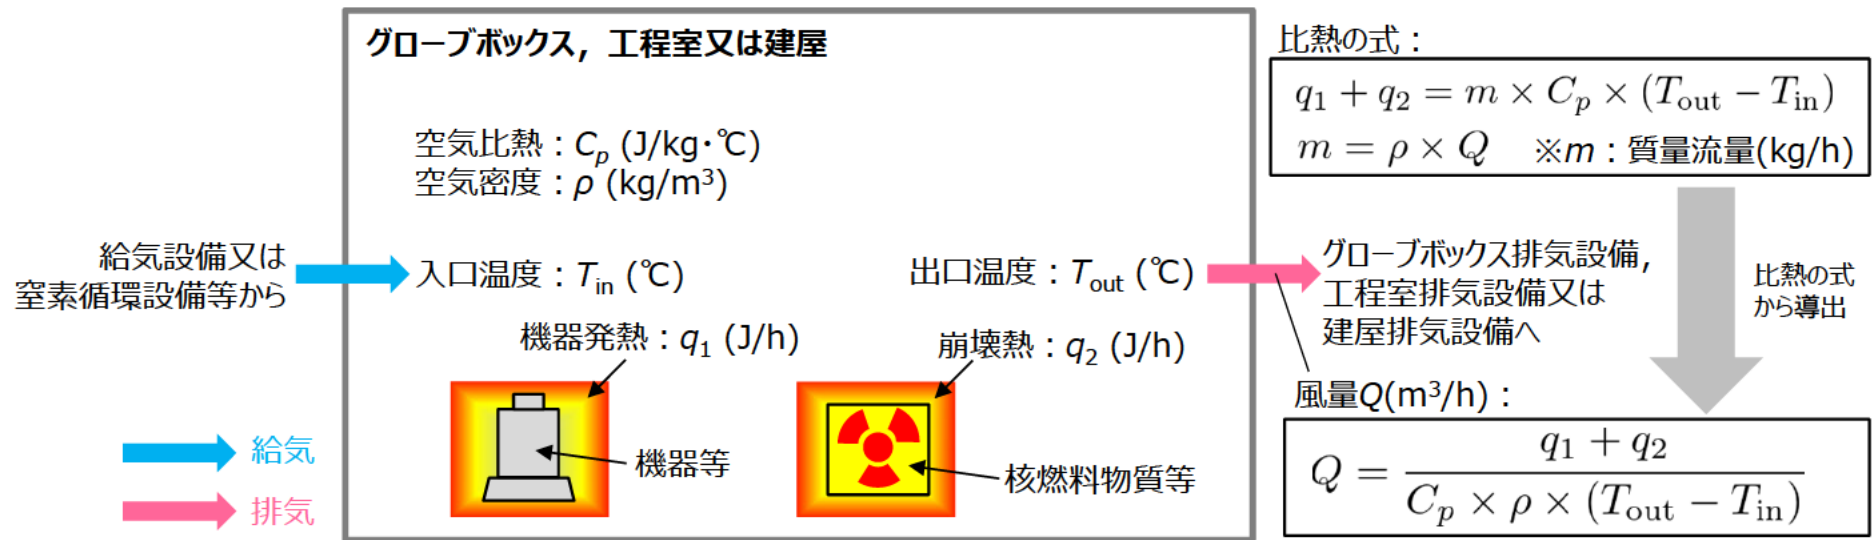 グローブボックス，工程室又は建屋
空気比熱：Cp (J/kg・℃)
空気密度：ρ (kg/m³)
給気設備又は
窒素循環設備等から
入口温度：Tin (℃)
出口温度：Tout (℃)
機器発熱：q1 (J/h)
崩壊熱：q2 (J/h)
機器等
核燃料物質等
給気
排気
比熱の式：
q1 + q2 = m × Cp × (Tout − Tin)
m = ρ × Q ※m：質量流量(kg/h)
グローブボックス排気設備，
工程室排気設備又は
建屋排気設備へ
比熱の式
から導出
風量Q(m³/h)：
Q = (q1 + q2) / (Cp × ρ × (Tout − Tin))